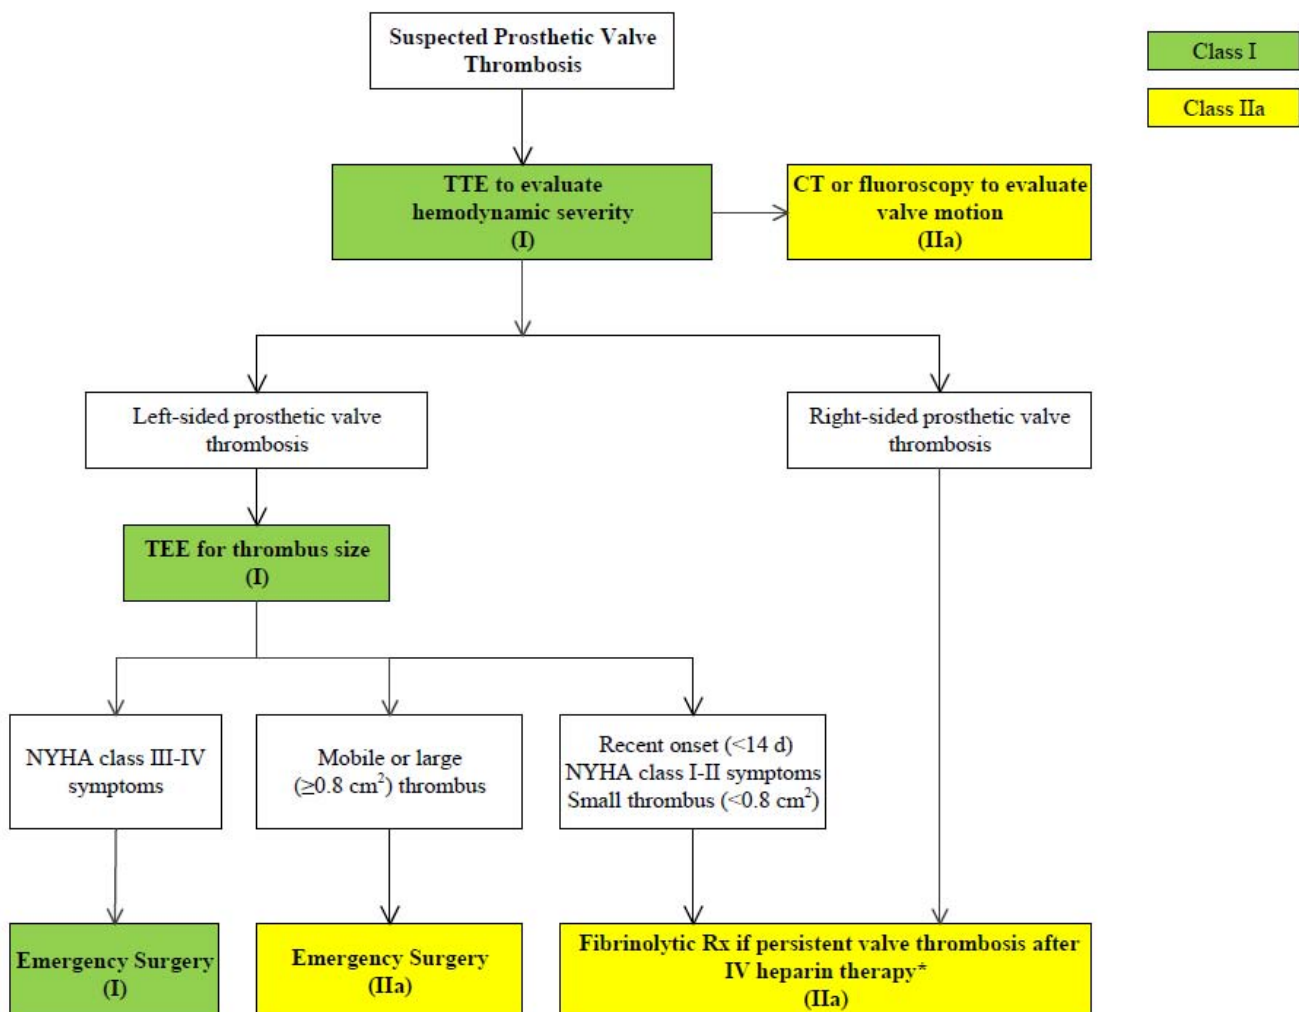 Suspected Prosthetic Valve
Thrombosis
Class I
Class IIa
TTE to evaluate
hemodynamic severity
(I)
CT or fluoroscopy to evaluate
valve motion
(IIa)
Left-sided prosthetic valve
thrombosis
Right-sided prosthetic valve
thrombosis
TEE for thrombus size
(I)
NYHA class III-IV
symptoms
Mobile or large
(≥0.8 cm²) thrombus
Recent onset (<14 d)
NYHA class I-II symptoms
Small thrombus (<0.8 cm²)
Emergency Surgery
(I)
Emergency Surgery
(IIa)
Fibrinolytic Rx if persistent valve thrombosis after
IV heparin therapy*
(IIa)